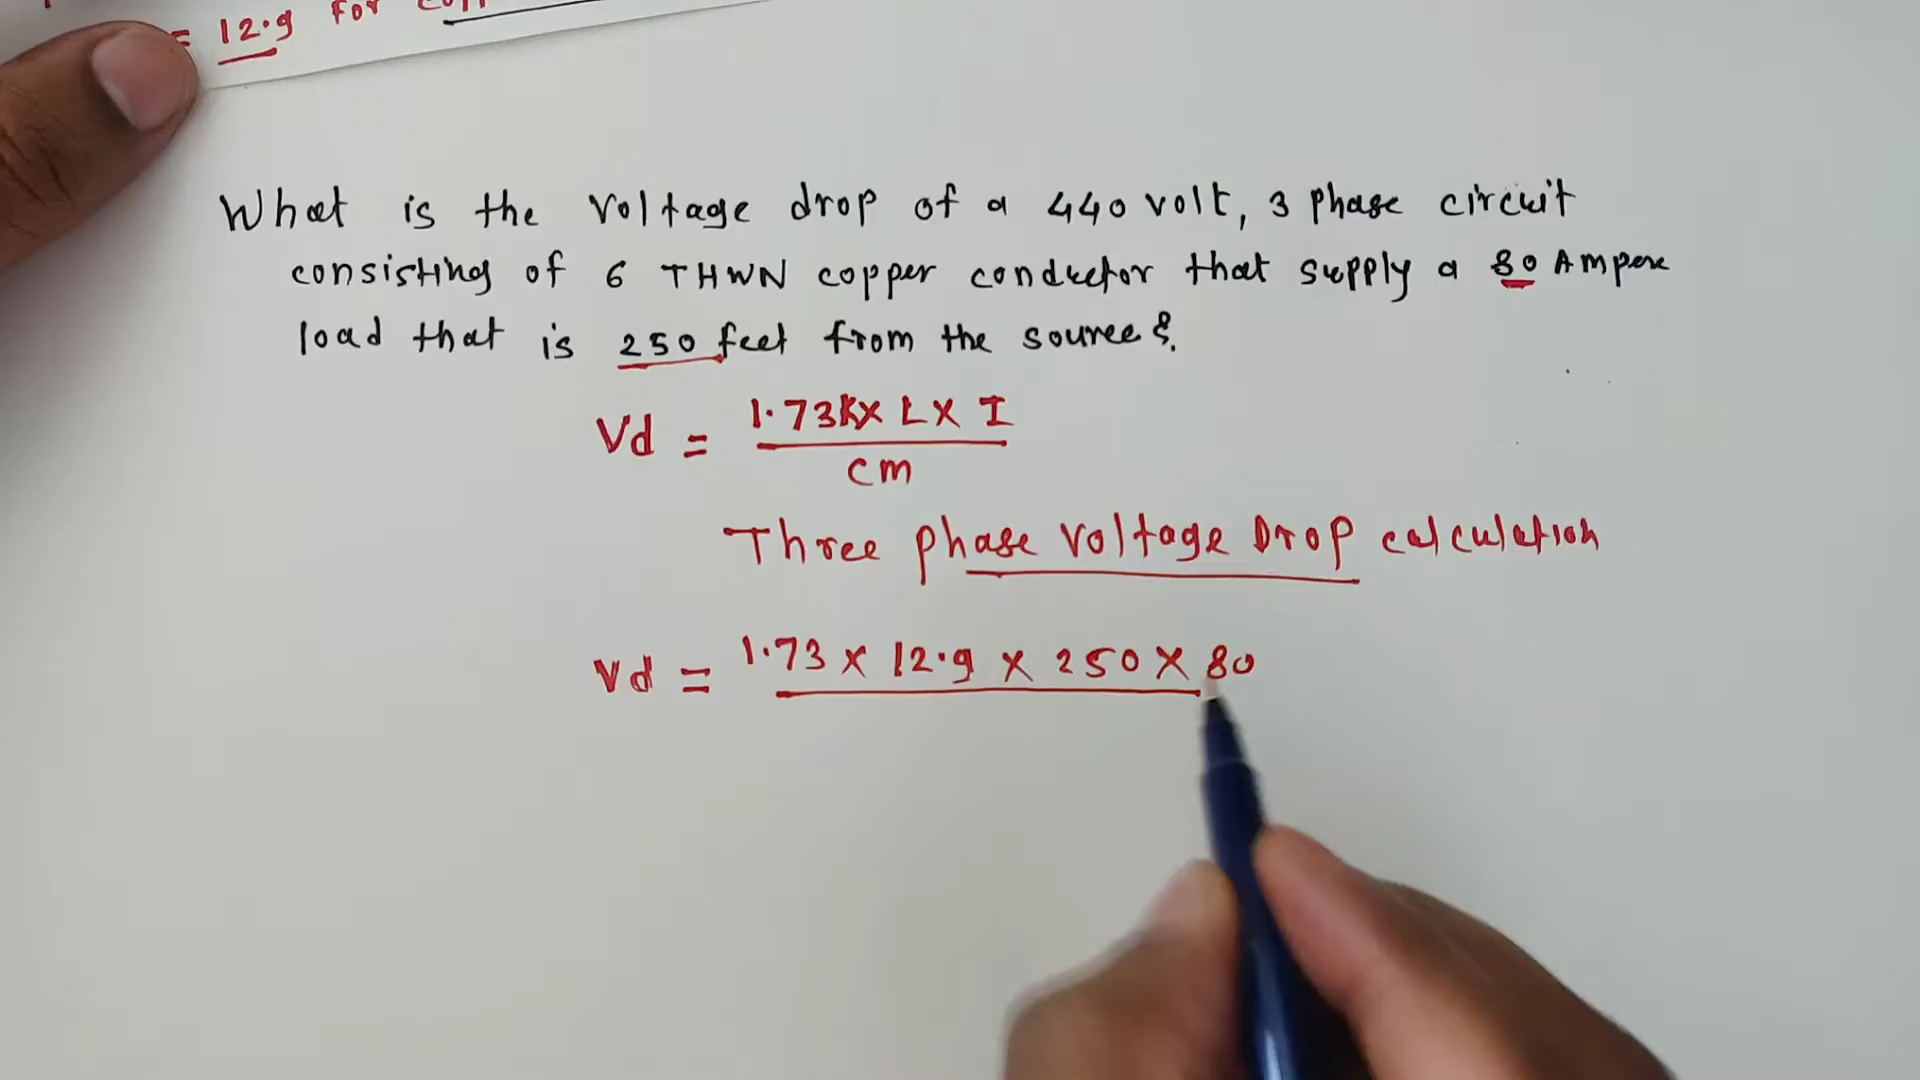 = 12.9 For
What is the voltage drop of a 440 volt, 3 phase circuit
consisting of 6 THWN copper conductor that supply a 80 Ampere
load that is 250 feet from the source?
Vd = 1.73K× L× I
cm
Three phase voltage Drop calculation
Vd = 1.73 × 12.9 × 250 × 80